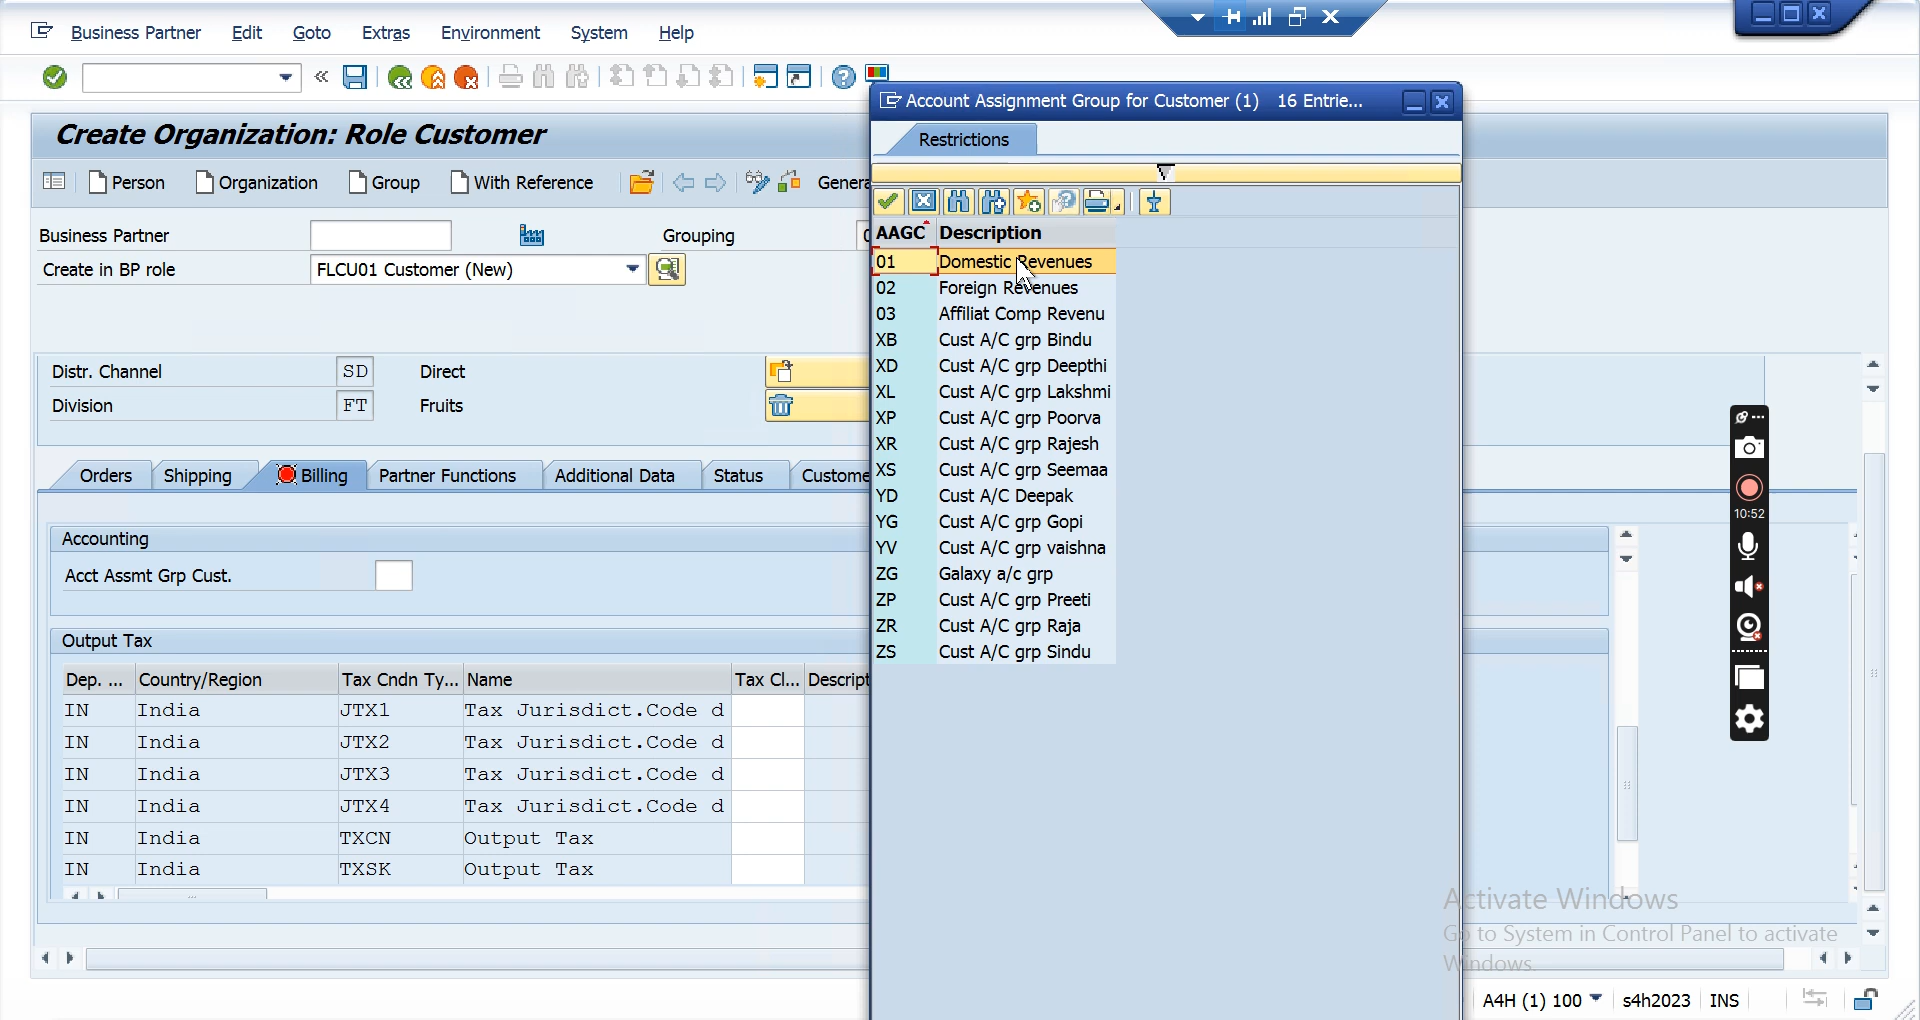 Business Partner Edit Goto Extras Environment System Help
Create Organization: Role Customer
Person Organization Group With Reference
Business Partner
Grouping
Create in BP role FLCU01 Customer (New)
Distr. Channel SD Direct
Division FT Fruits
Orders Shipping Billing Partner Functions Additional Data Status
Accounting
Acct Assmt Grp Cust.
Output Tax
Dep. ... Country/Region Tax Cndn Ty... Name Tax Cl...
IN India JTX1 Tax Jurisdict.Code d
IN India JTX2 Tax Jurisdict.Code d
IN India JTX3 Tax Jurisdict.Code d
IN India JTX4 Tax Jurisdict.Code d
IN India TXCN Output Tax
IN India TXSK Output Tax
Account Assignment Group for Customer (1) 16 Entrie...
Restrictions
AAGC Description
01 Domestic Revenues
02 Foreign Revenues
03 Affiliat Comp Revenu
XB Cust A/C grp Bindu
XD Cust A/C grp Deepthi
XL Cust A/C grp Lakshmi
XP Cust A/C grp Poorva
XR Cust A/C grp Rajesh
XS Cust A/C grp Seemaa
YD Cust A/C Deepak
YG Cust A/C grp Gopi
YV Cust A/C grp vaishna
ZG Galaxy a/c grp
ZP Cust A/C grp Preeti
ZR Cust A/C grp Raja
ZS Cust A/C grp Sindu
10:52
Activate Windows
Go to System in Control Panel to activate
Windows.
A4H (1) 100 s4h2023 INS